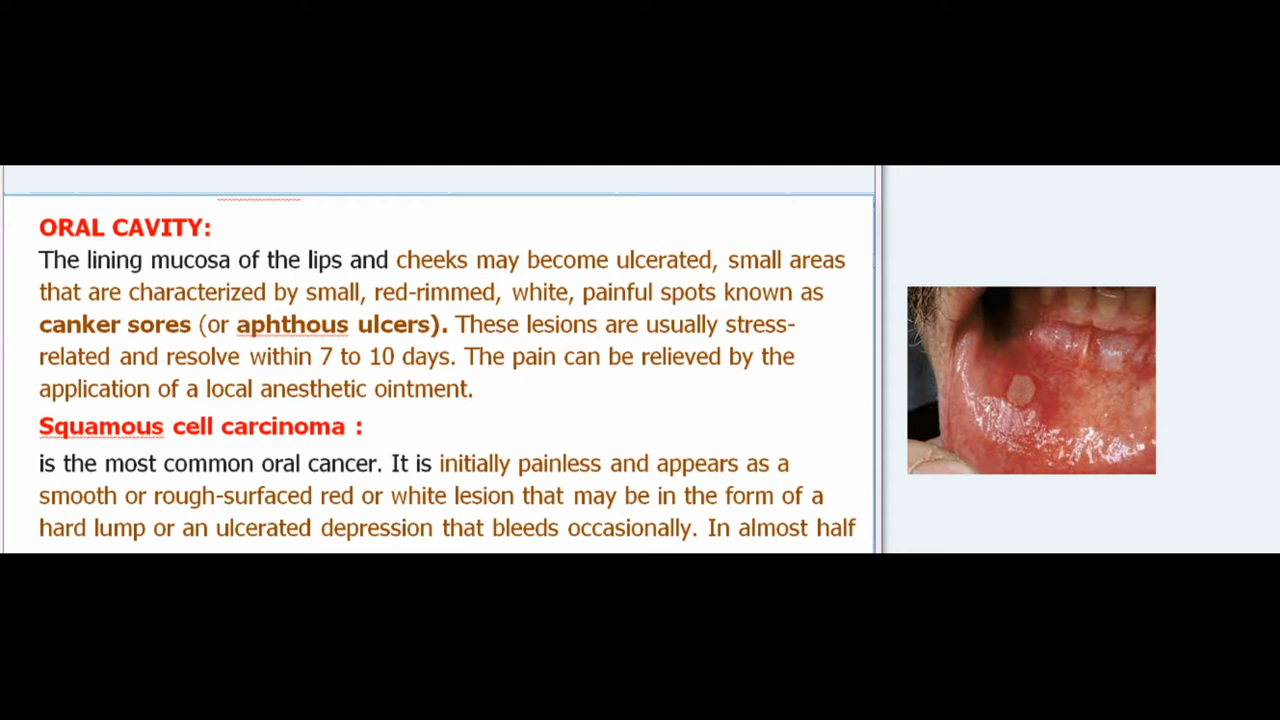 ORAL CAVITY:
The lining mucosa of the lips and cheeks may become ulcerated, small areas
that are characterized by small, red-rimmed, white, painful spots known as
canker sores (or aphthous ulcers). These lesions are usually stress-
related and resolve within 7 to 10 days. The pain can be relieved by the
application of a local anesthetic ointment.
Squamous cell carcinoma :
is the most common oral cancer. It is initially painless and appears as a
smooth or rough-surfaced red or white lesion that may be in the form of a
hard lump or an ulcerated depression that bleeds occasionally. In almost half